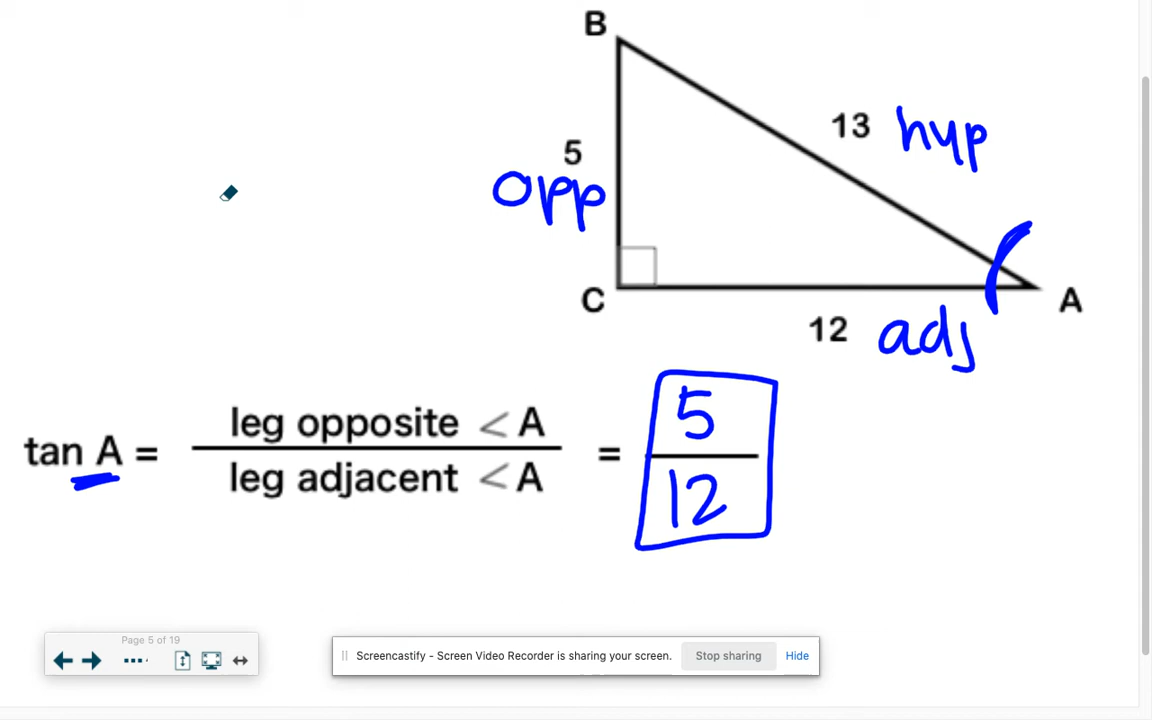 B
13 hyp
5
opp
C
A
12 adj
tan A = leg opposite < A = 5
leg adjacent < A 12
Page 5 of 19
Screencastify - Screen Video Recorder is sharing your screen. Stop sharing Hide